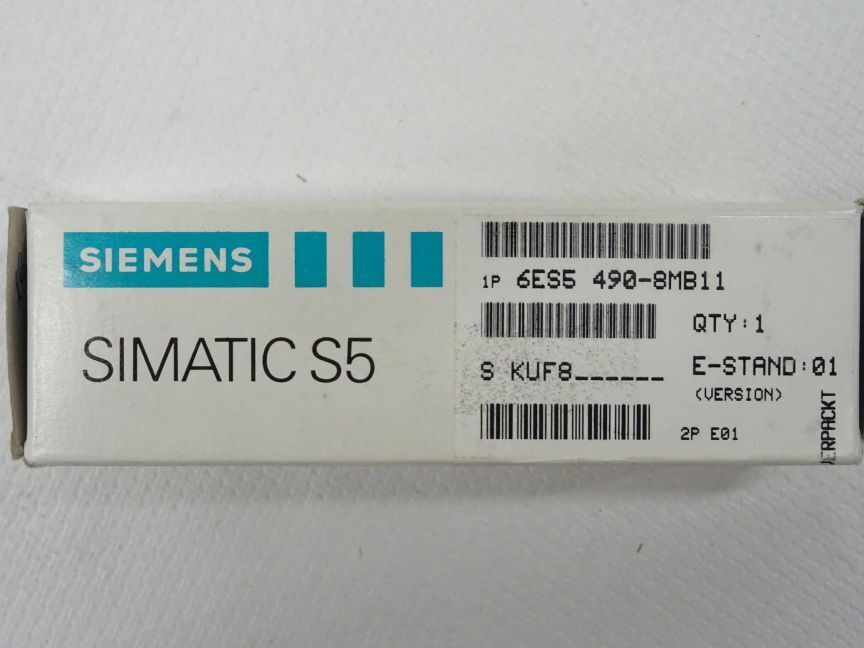 SIEMENS
SIMATIC S5
1P 6ES5 490-8MB11
QTY:1
S KUF8______
E-STAND:01
(VERSION)
2P E01
ERPACKT